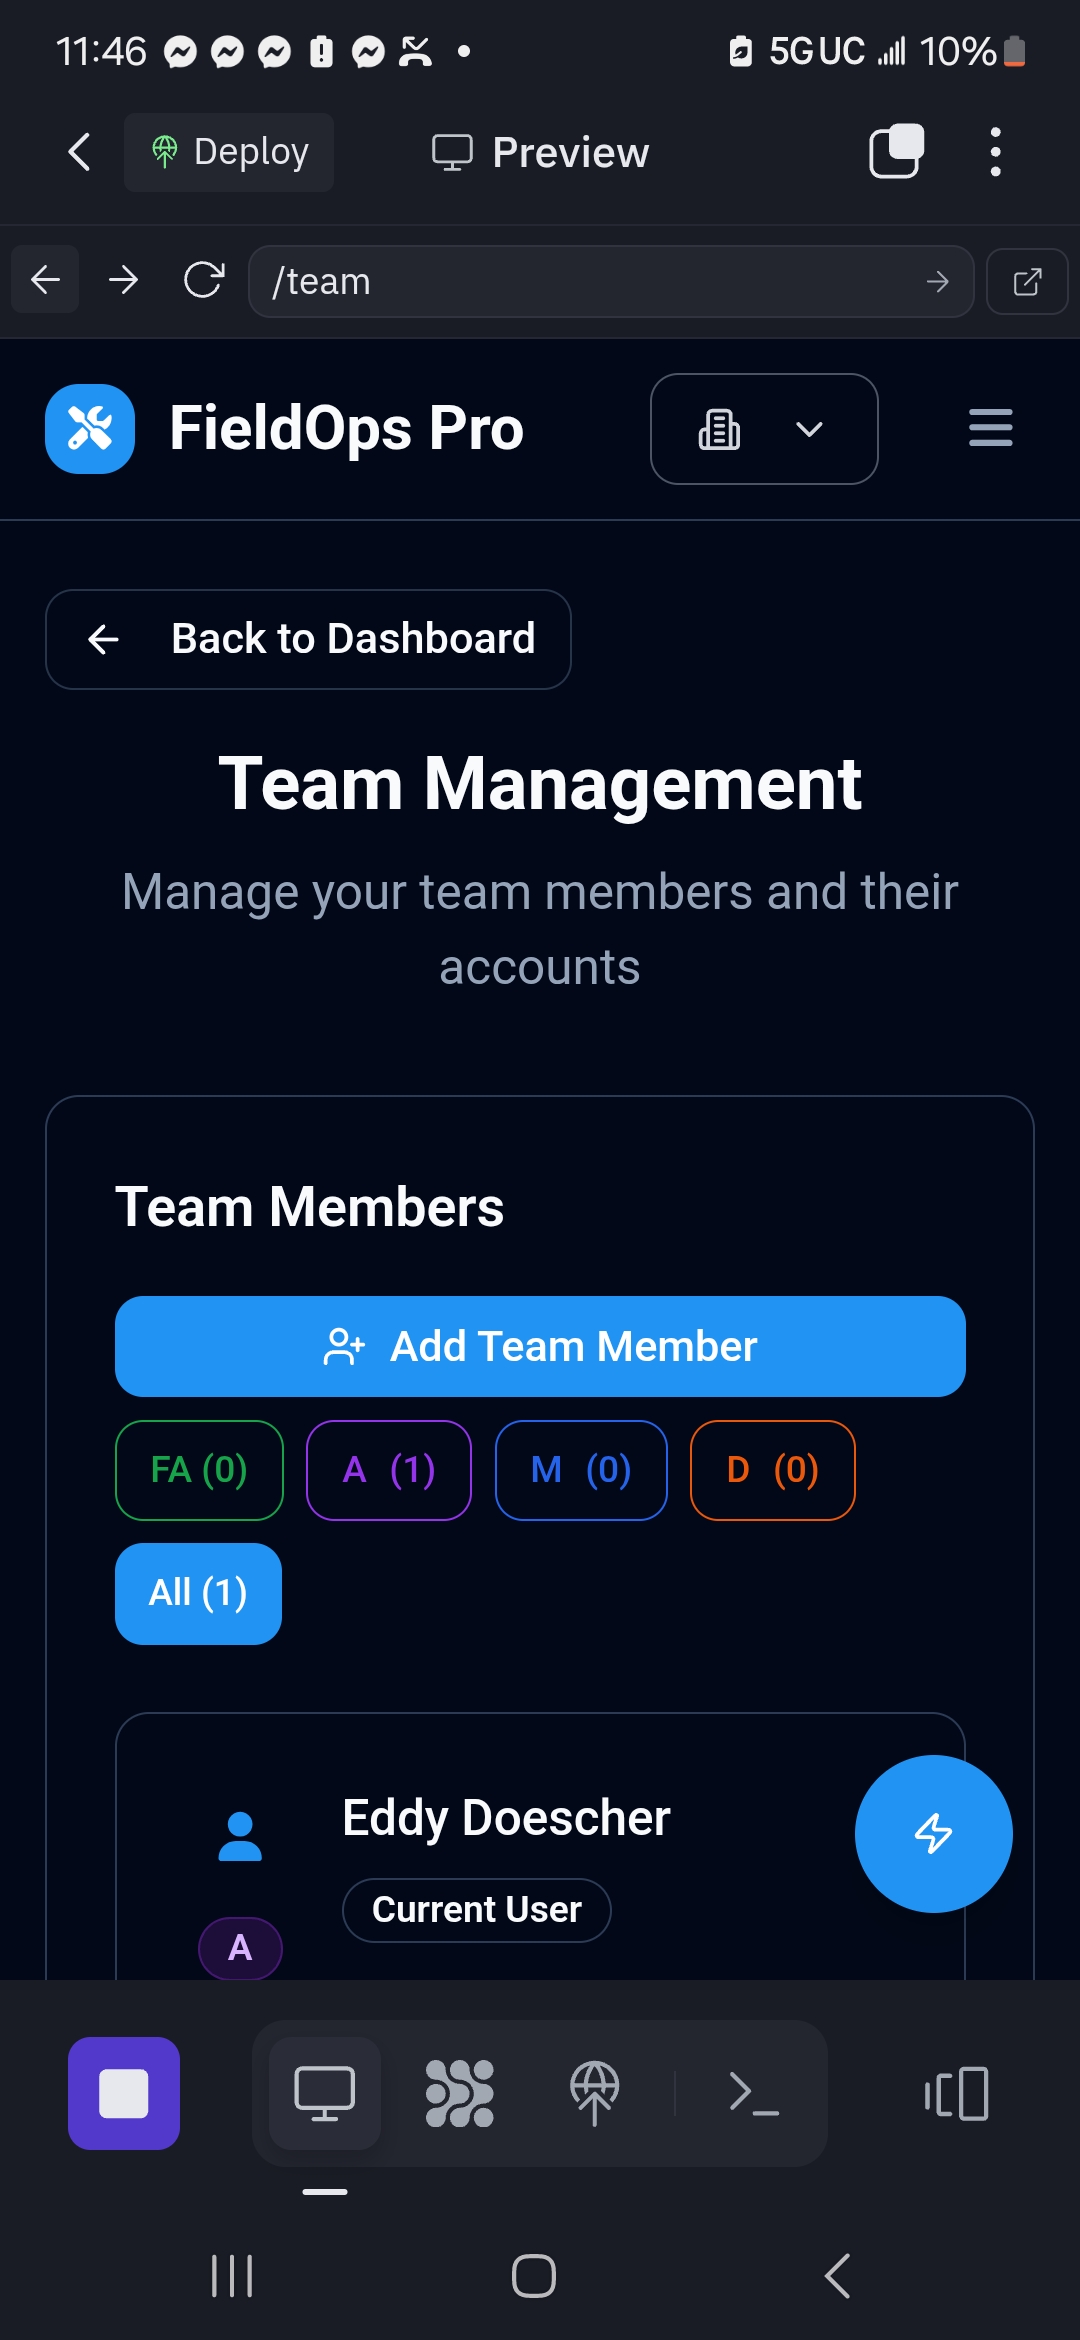 11:46
5G UC 10%
Deploy
Preview
/team
FieldOps Pro
Back to Dashboard
Team Management
Manage your team members and their
accounts
Team Members
Add Team Member
FA (0) A (1) M (0) D (0)
All (1)
Eddy Doescher
Current User
A